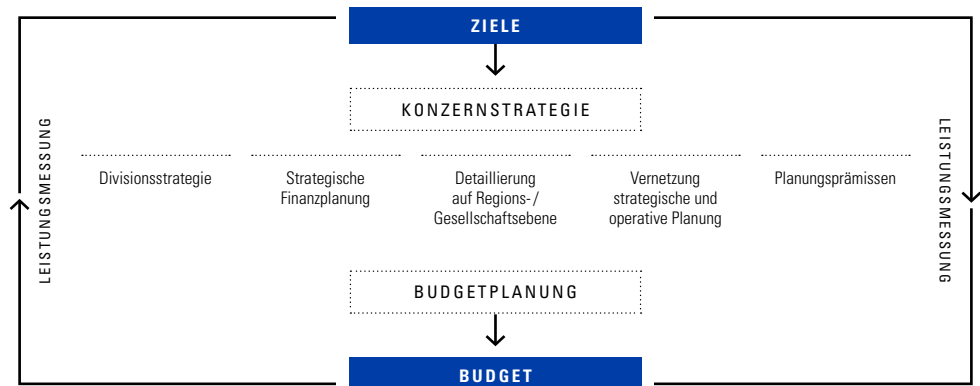 ZIELE
KONZERNSTRATEGIE
LEISTUNGSMESSUNG
LEISTUNGSMESSUNG
Divisionsstrategie
Strategische
Finanzplanung
Detaillierung
auf Regions-/
Gesellschaftsebene
Vernetzung
strategische und
operative Planung
Planungsprämissen
BUDGETPLANUNG
BUDGET